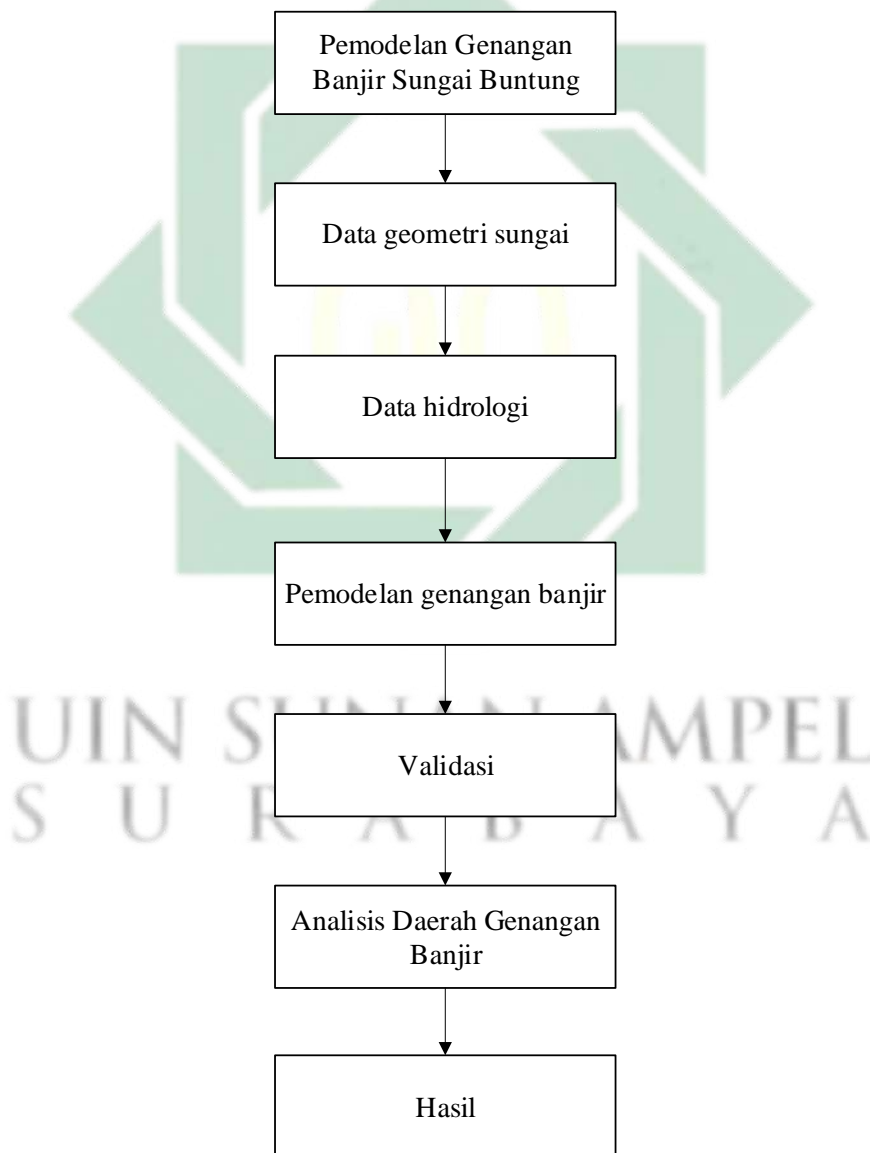 Pemodelan Genangan
Banjir Sungai Buntung
Data geometri sungai
Data hidrologi
Pemodelan genangan banjir
UIN SUNAN AMPEL
Validasi
S U R A B A Y A
Analisis Daerah Genangan
Banjir
Hasil